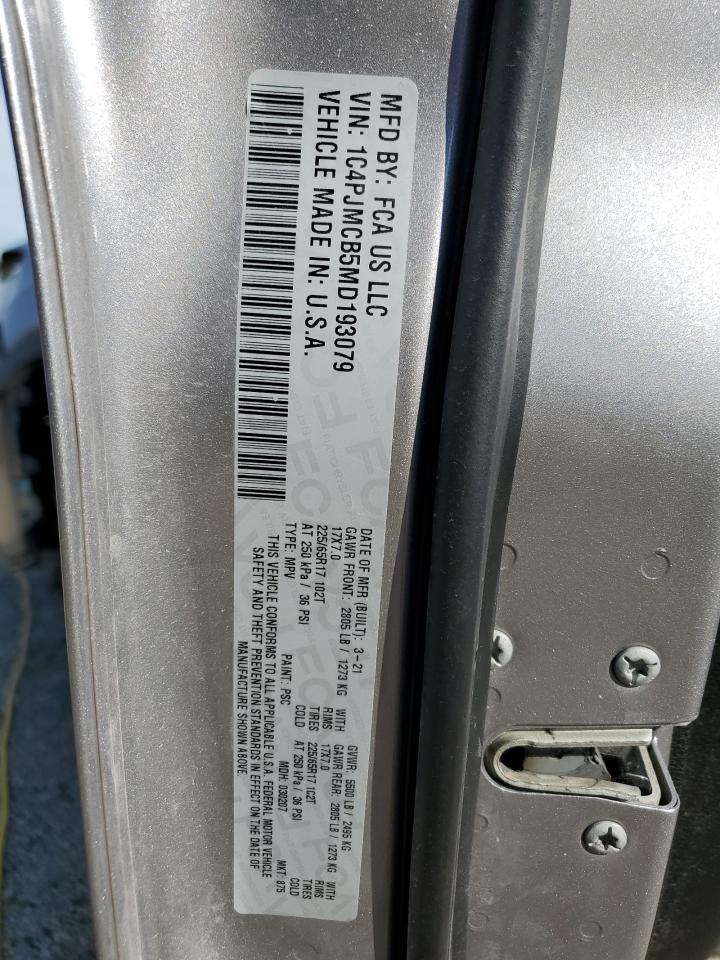 MFD BY: FCA US LLC
VIN: 1C4PJMCB5MD193079
VEHICLE MADE IN: U.S.A.
DATE OF MFR (BUILT): 3-21 GVWR: 5500 LB / 2495 KG
GAWR FRONT: 2805 LB / 1273 KG WITH GAWR REAR: 2805 LB / 1273 KG WITH
17X7.0 RIMS 17X7.0 RIMS
225/65R17 102T TIRES 225/65R17 102T TIRES
AT 250 kPa / 36 PSI COLD AT 250 kPa / 36 PSI COLD
TYPE: MPV PAINT: PSC MDH: 030207 MKT: 875
THIS VEHICLE CONFORMS TO ALL APPLICABLE U.S.A. FEDERAL MOTOR VEHICLE
SAFETY AND THEFT PREVENTION STANDARDS IN EFFECT ON THE DATE OF
MANUFACTURE SHOWN ABOVE.